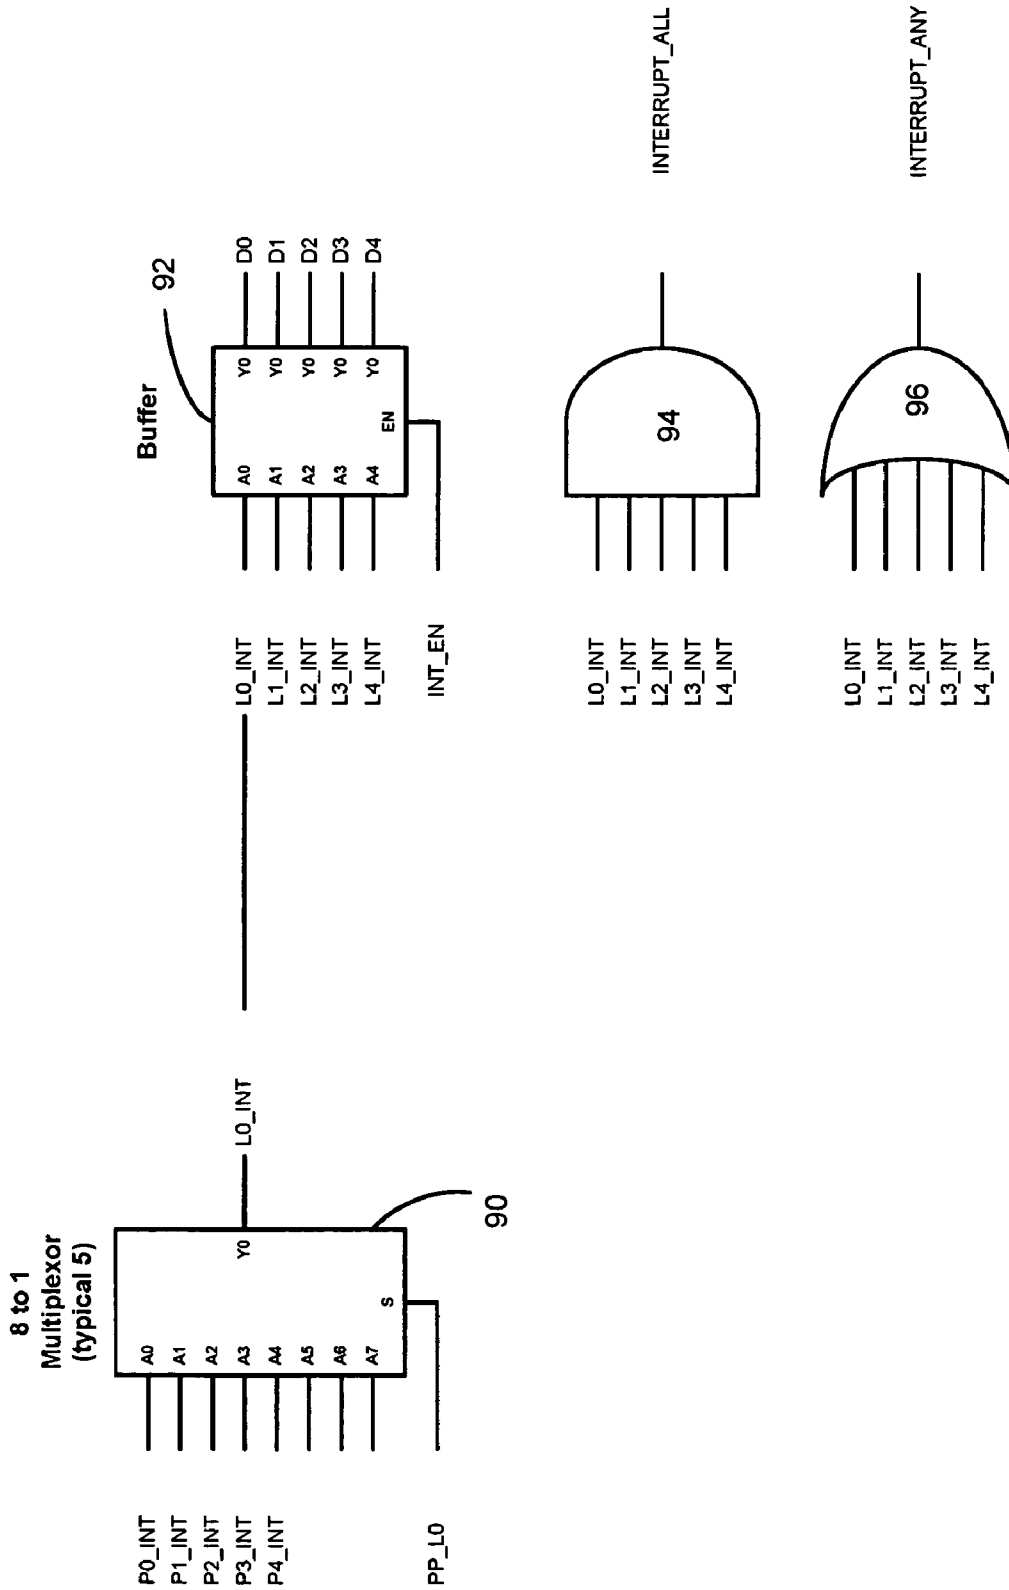 8 to 1
Multiplexor
(typical 5)
P0_INT
P1_INT
P2_INT
P3_INT
P4_INT
PP_L0
A0
A1
A2
A3
A4
A5
A6
A7
S
Y0
90
L0_INT
Buffer
92
L0_INT
L1_INT
L2_INT
L3_INT
L4_INT
INT_EN
A0
A1
A2
A3
A4
EN
Y0
Y0
Y0
Y0
Y0
D0
D1
D2
D3
D4
L0_INT
L1_INT
L2_INT
L3_INT
L4_INT
94
INTERRUPT_ALL
L0_INT
L1_INT
L2_INT
L3_INT
L4_INT
96
INTERRUPT_ANY